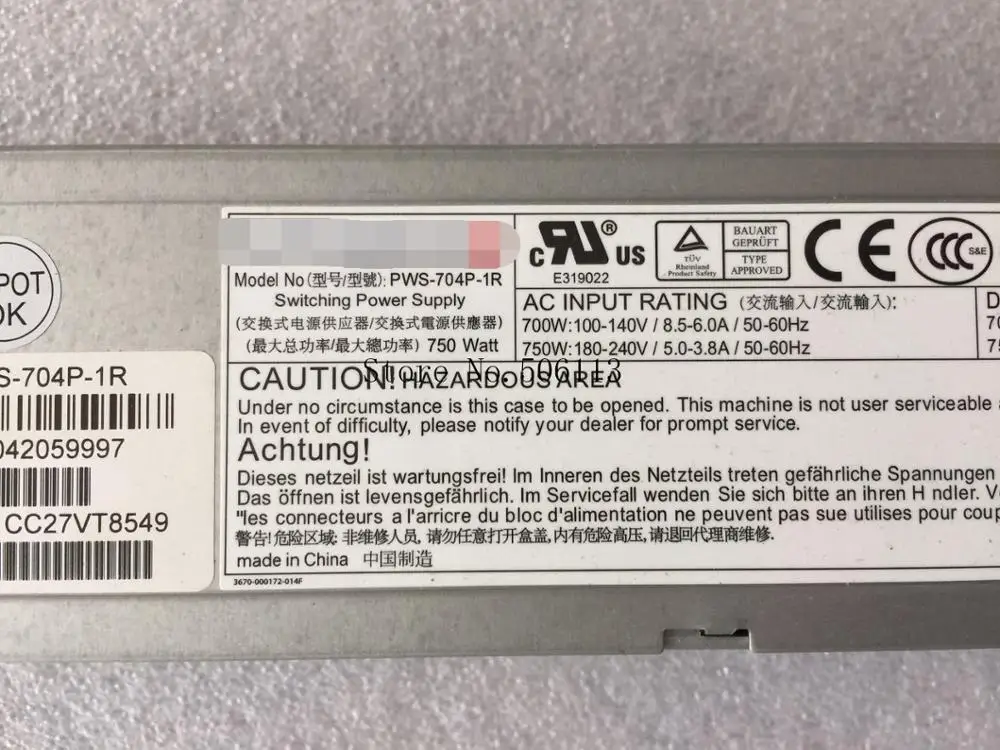 POT
OK
S-704P-1R
042059997
CC27VT8549
Model No (型号/型號): PWS-704P-1R
Switching Power Supply
(交换式电源供应器/交換式電源供應器)
(最大总功率/最大總功率) 750 Watt
c RU ® US
E319022
TÜV
Rheinland
Product Safety
BAUART
GEPRÜFT
TYPE
APPROVED
CE
CCC S&E
AC INPUT RATING (交流输入/交流輸入):
700W:100-140V / 8.5-6.0A / 50-60Hz
750W:180-240V / 5.0-3.8A / 50-60Hz
D
70
75
CAUTION! HAZARDOUS AREA
Store No. 506113
Under no circumstance is this case to be opened. This machine is not user serviceable
In event of difficulty, please notify your dealer for prompt service.
Achtung!
Dieses netzeil ist wartungsfrei! Im Inneren des Netzteils treten gefährliche Spannungen
Das öffnen ist levensgefährlich. Im Servicefall wenden Sie sich bitte an ihren H ndler. V
"les connecteurs a l'arricre du bloc d'alimentation ne peuvent pas sue utilises pour coup
警告! 危险区域: 非维修人员, 请勿任意打开盒盖, 内有危险高压, 请退回代理商维修.
made in China 中国制造
3670-000172-014F